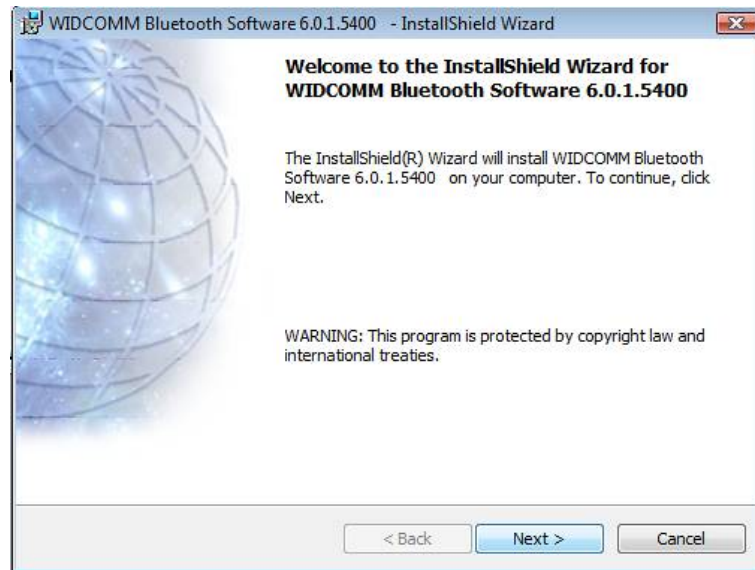 WIDCOMM Bluetooth Software 6.0.1.5400 - InstallShield Wizard
Welcome to the InstallShield Wizard for
WIDCOMM Bluetooth Software 6.0.1.5400
The InstallShield(R) Wizard will install WIDCOMM Bluetooth
Software 6.0.1.5400 on your computer. To continue, click
Next.
WARNING: This program is protected by copyright law and
international treaties.
< Back Next > Cancel